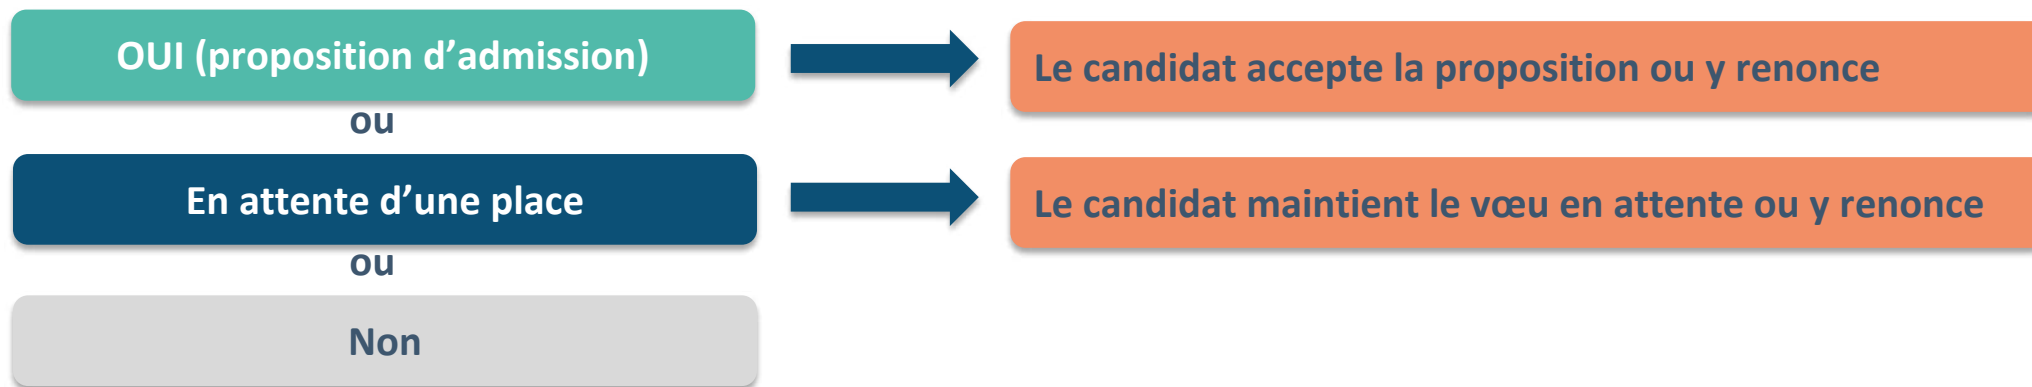 OUI (proposition d’admission)
Le candidat accepte la proposition ou y renonce
ou
En attente d’une place
Le candidat maintient le vœu en attente ou y renonce
ou
Non